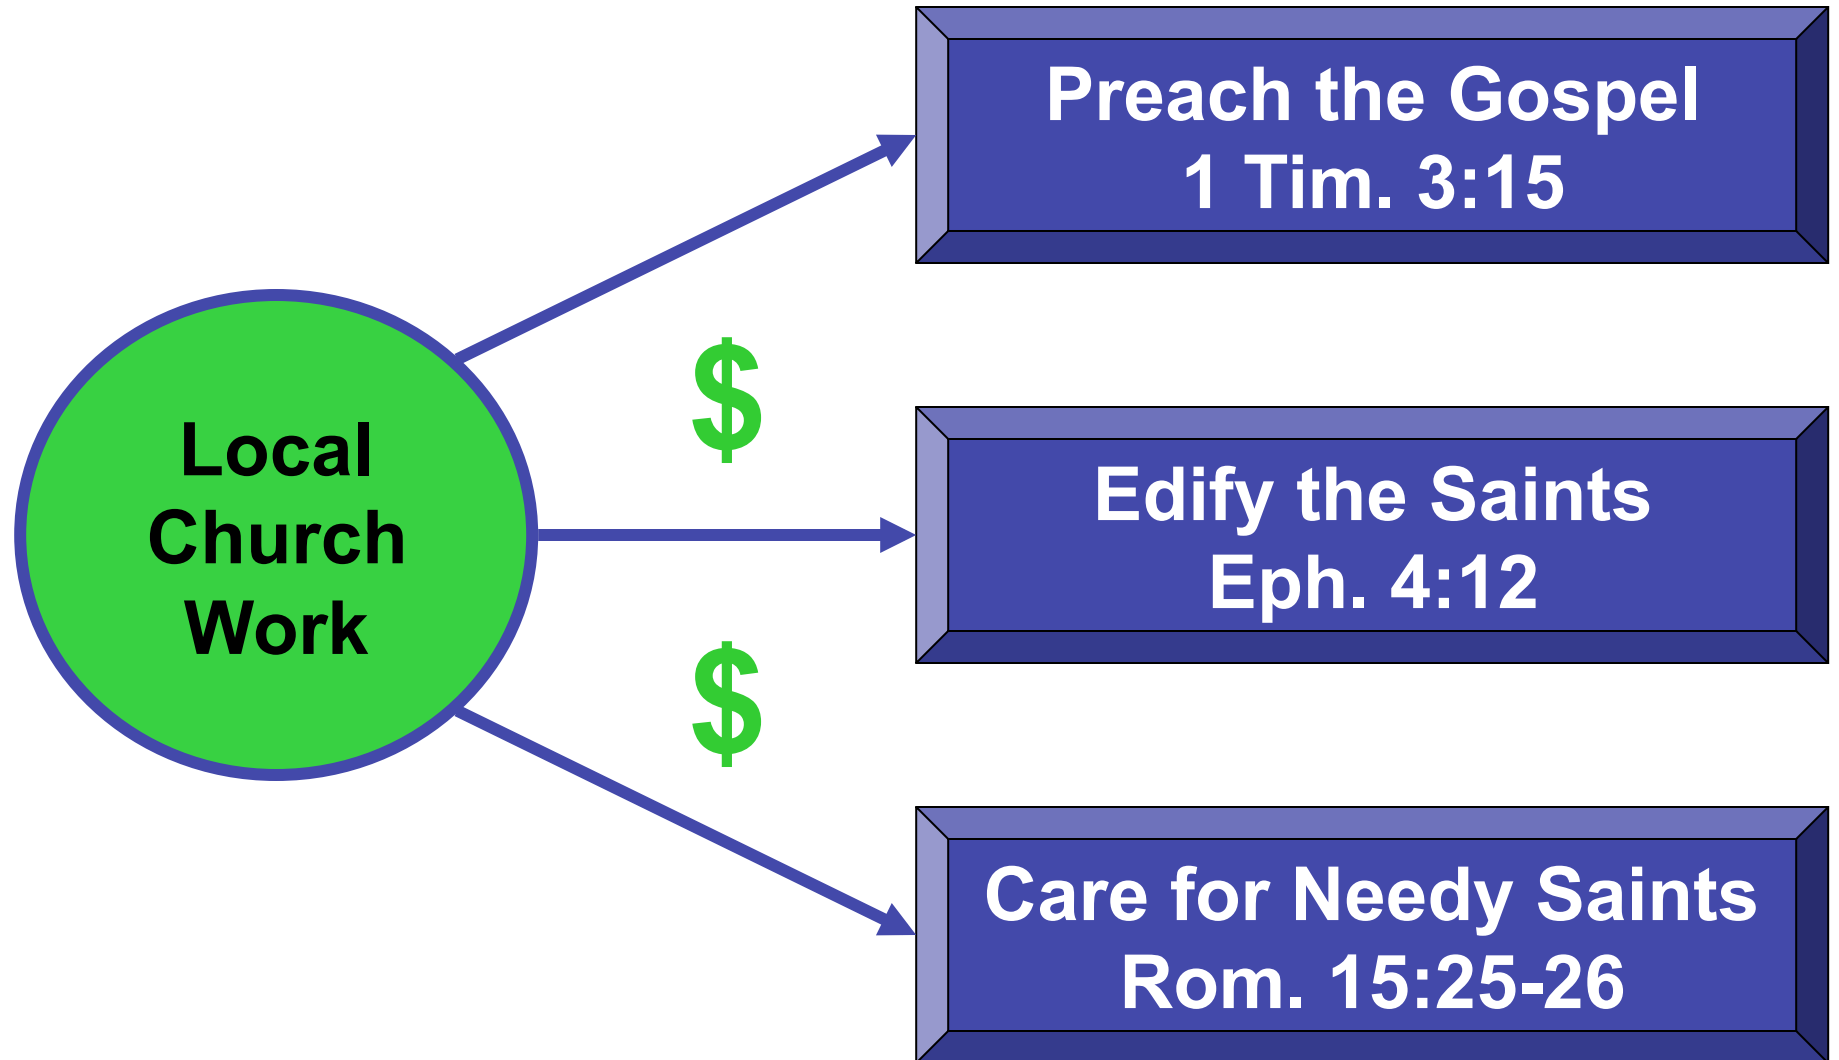 Preach the Gospel
1 Tim. 3:15
$
Local
Church
Work
Edify the Saints
Eph. 4:12
$
Care for Needy Saints
Rom. 15:25-26